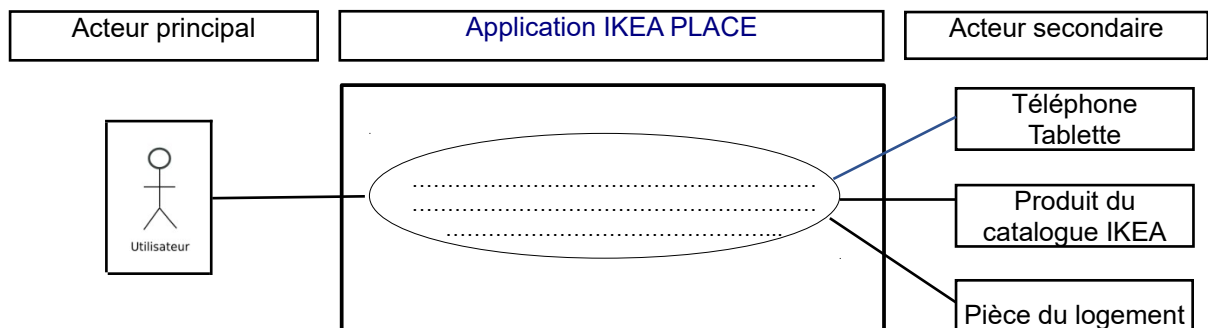 Acteur principal
Application IKEA PLACE
Acteur secondaire
Utilisateur
Téléphone
Tablette
Produit du
catalogue IKEA
Pièce du logement